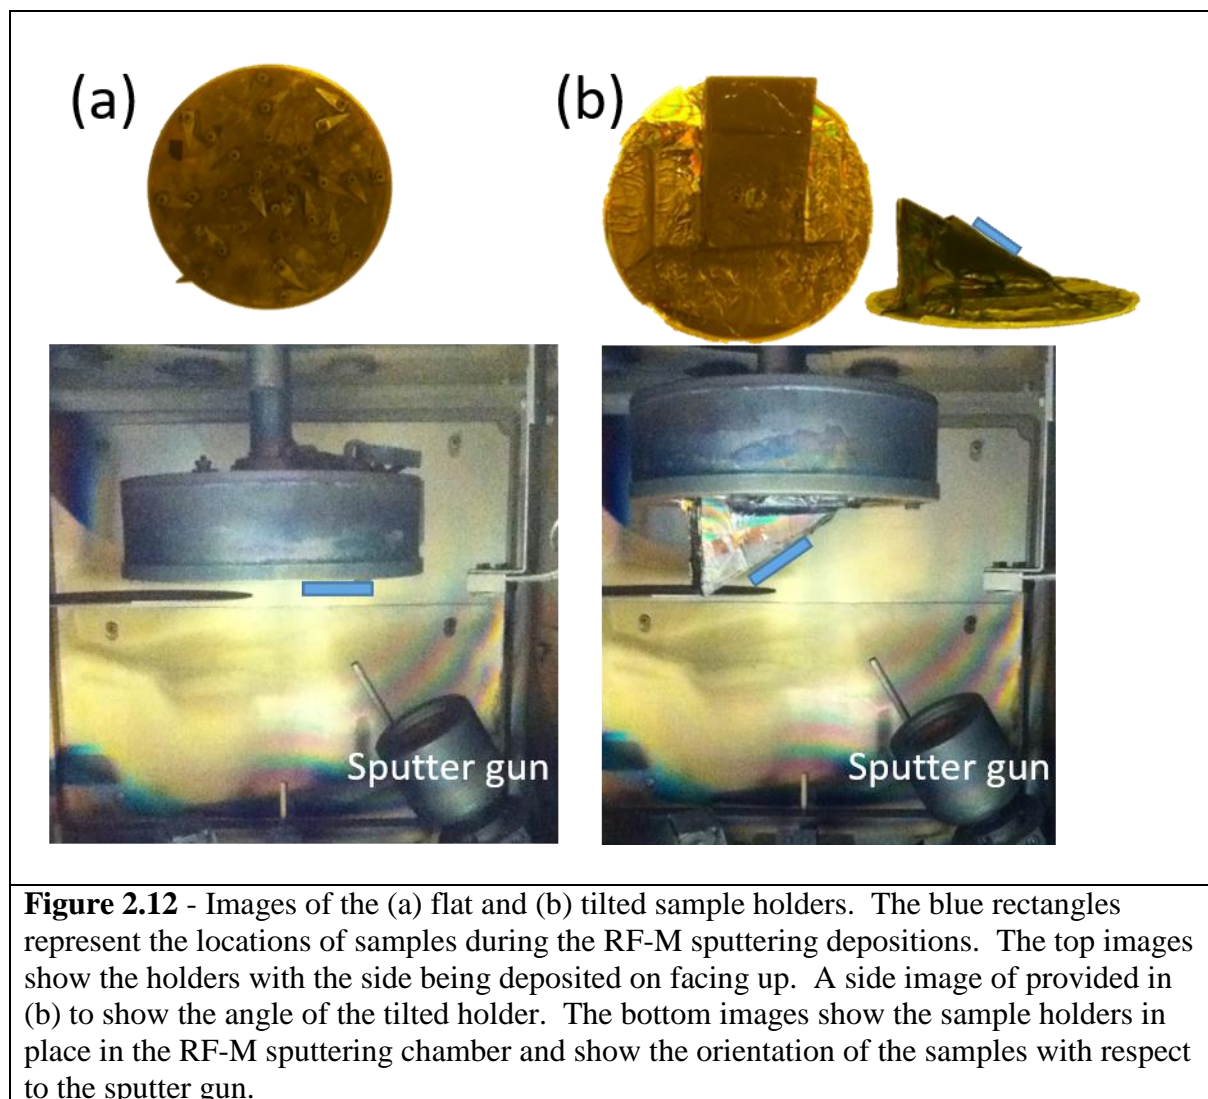 (a)
(b)
Sputter gun
Sputter gun
Figure 2.12 - Images of the (a) flat and (b) tilted sample holders.  The blue rectangles
represent the locations of samples during the RF-M sputtering depositions.  The top images
show the holders with the side being deposited on facing up.  A side image of provided in
(b) to show the angle of the tilted holder.  The bottom images show the sample holders in
place in the RF-M sputtering chamber and show the orientation of the samples with respect
to the sputter gun.